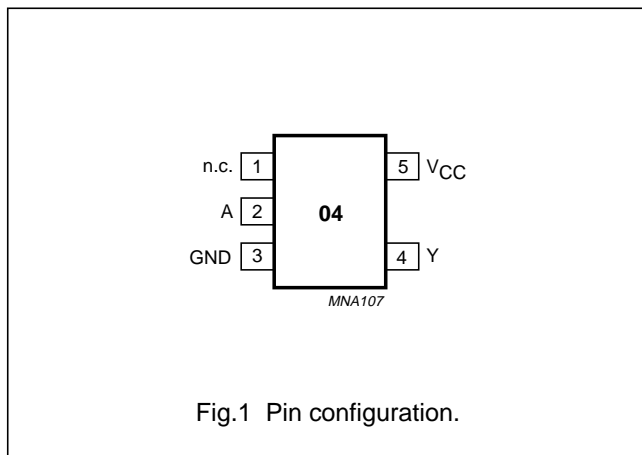 n.c. 1 5 VCC
A 2 04
GND 3 4 Y
MNA107
Fig.1 Pin configuration.